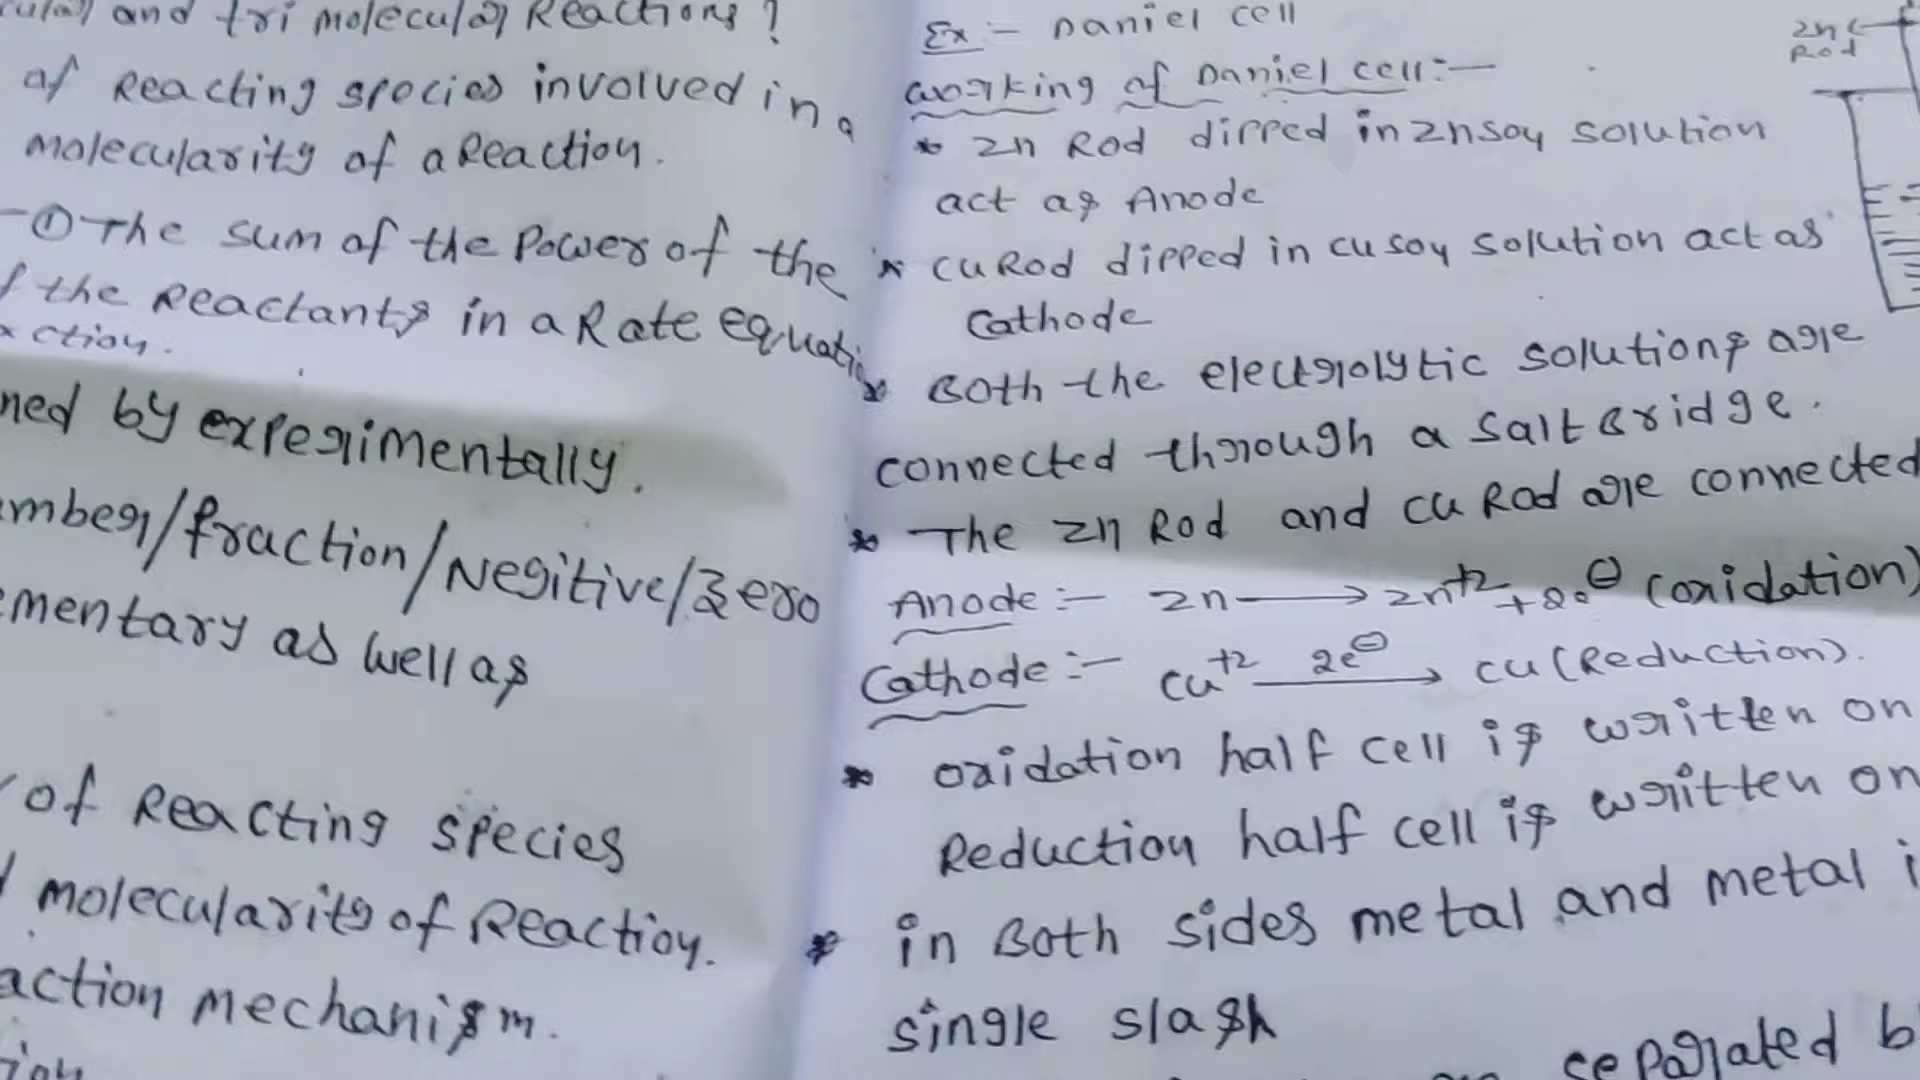 and tri molecular Reactions?
of Reacting species involved in a
molecularity of a Reaction.
① The sum of the Power of the
the Reactants in a Rate equati
ction.
ned by experimentally.
mber/fraction/Negitive/Zero
mentary as well as
of Reacting species
molecularity of Reaction.
action mechanism.
Ex :- Daniel cell
working of Daniel cell :-
* Zn Rod dipped in ZnSO4 solution
act as Anode
* Cu Rod dipped in CuSO4 solution act as
Cathode
* Both the electrolytic solutions are
connected through a salt Bridge.
* The Zn Rod and Cu Rod are connected
Anode :- Zn ⟶ Zn+2 + 2e⊖ (oxidation)
Cathode :- Cu+2 2e⊖⟶ Cu (Reduction).
* oxidation half cell is written on
Reduction half cell is written on
* in Both sides metal and metal i
single slash
separated b
Zn
Rod